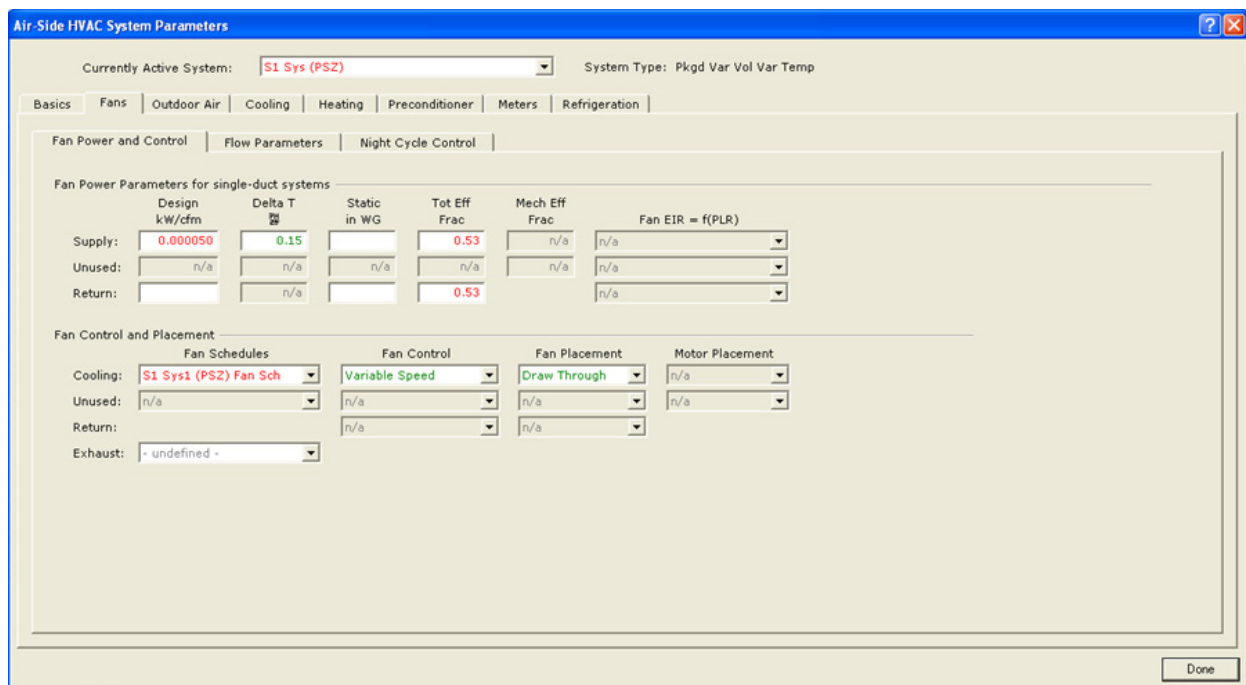 Air-Side HVAC System Parameters
Currently Active System: S1 Sys (PSZ) System Type: Pkgd Var Vol Var Temp
Basics Fans Outdoor Air Cooling Heating Preconditioner Meters Refrigeration
Fan Power and Control Flow Parameters Night Cycle Control
Fan Power Parameters for single-duct systems
Design Delta T Static Tot Eff Mech Eff
kW/cfm in WG Frac Frac Fan EIR = f(PLR)
Supply: 0.000050 0.15 0.53 n/a n/a
Unused: n/a n/a n/a n/a n/a n/a
Return: n/a 0.53 n/a
Fan Control and Placement
Fan Schedules Fan Control Fan Placement Motor Placement
Cooling: S1 Sys1 (PSZ) Fan Sch Variable Speed Draw Through n/a
Unused: n/a n/a n/a n/a
Return: n/a n/a
Exhaust: - undefined -
Done